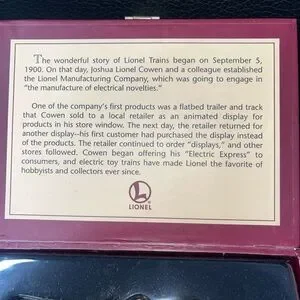 The wonderful story of Lionel Trains began on September 5,
1900. On that day, Joshua Lionel Cowen and a colleague established
the Lionel Manufacturing Company, which was going to engage in
"the manufacture of electrical novelties."
One of the company's first products was a flatbed trailer and track
that Cowen sold to a local retailer as an animated display for
products in his store window. The next day, the retailer returned for
another display--his first customer had purchased the display instead
of the products. The retailer continued to order "displays," and other
stores followed. Cowen began offering his "Electric Express" to
consumers, and electric toy trains have made Lionel the favorite of
hobbyists and collectors ever since.
L
LIONEL